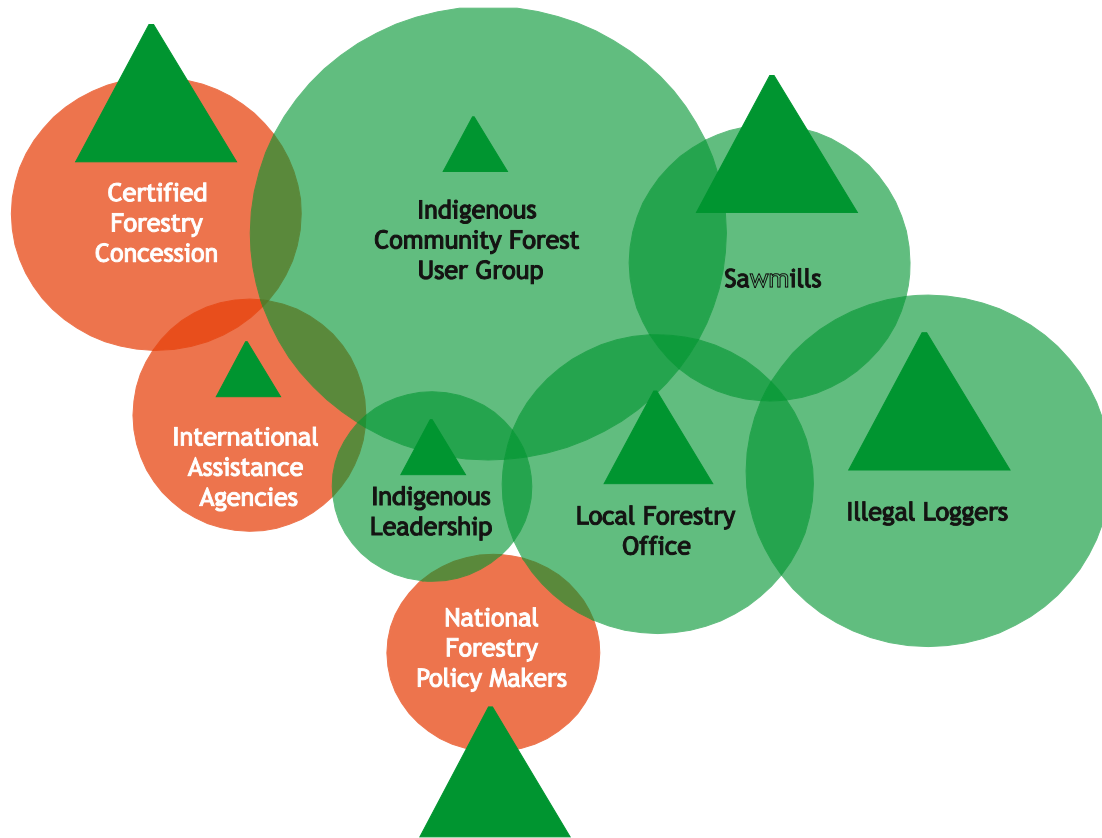 Certified
Forestry
Concession
Indigenous
Community Forest
User Group
Sawmills
International
Assistance
Agencies
Indigenous
Leadership
Local Forestry
Office
Illegal Loggers
National
Forestry
Policy Makers